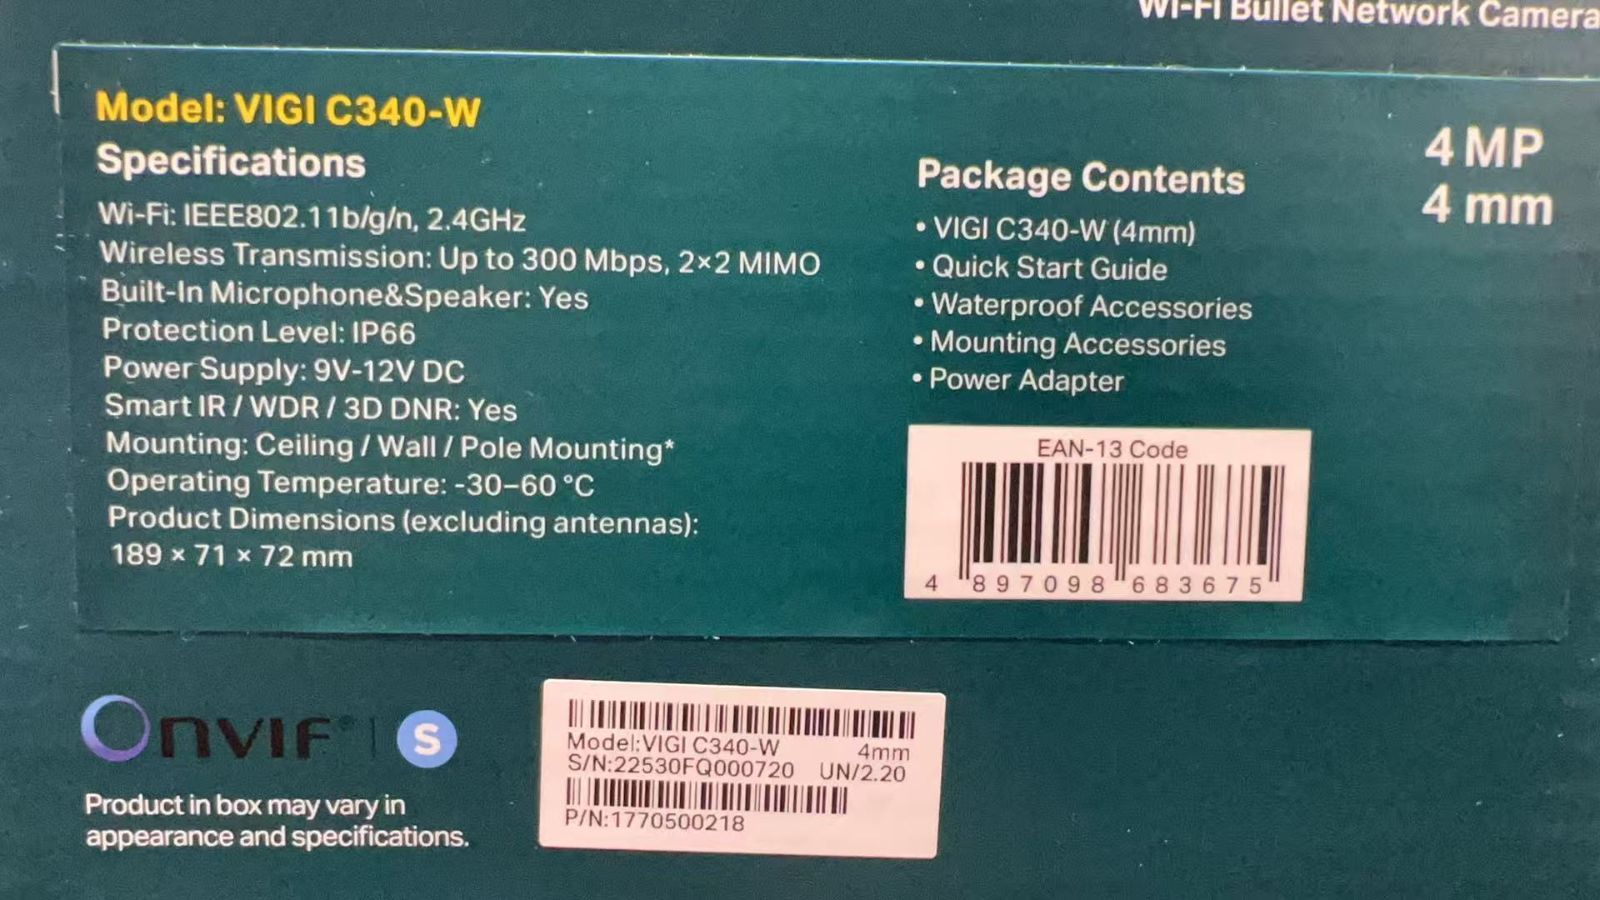 Wi-Fi Bullet Network Camera
Model: VIGI C340-W
Specifications
Wi-Fi: IEEE802.11b/g/n, 2.4GHz
Wireless Transmission: Up to 300 Mbps, 2×2 MIMO
Built-In Microphone&Speaker: Yes
Protection Level: IP66
Power Supply: 9V-12V DC
Smart IR / WDR / 3D DNR: Yes
Mounting: Ceiling / Wall / Pole Mounting*
Operating Temperature: -30–60 °C
Product Dimensions (excluding antennas):
189 × 71 × 72 mm
Package Contents
• VIGI C340-W (4mm)
• Quick Start Guide
• Waterproof Accessories
• Mounting Accessories
• Power Adapter
4 MP
4 mm
EAN-13 Code
4 897098 683675
ONVIF® | S
Product in box may vary in
appearance and specifications.
Model:VIGI C340-W 4mm
S/N:22530FQ000720 UN/2.20
P/N:1770500218